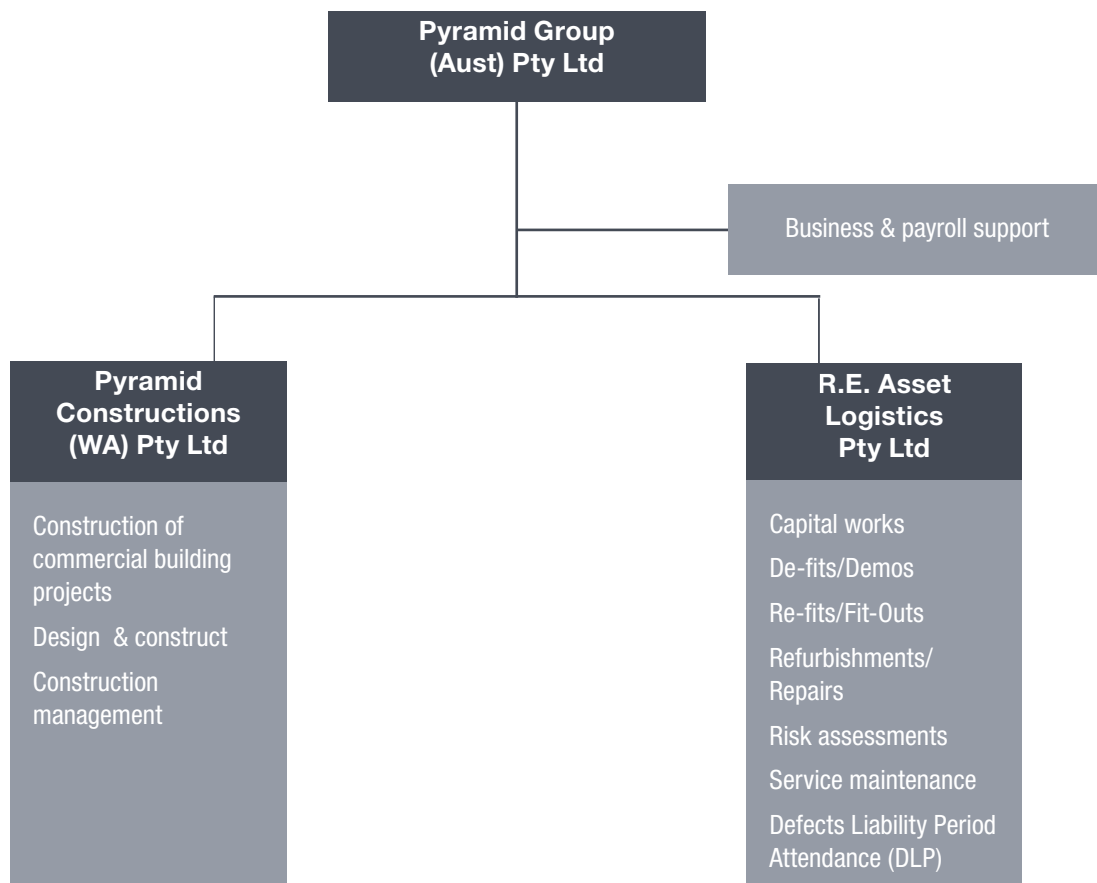 Pyramid Group
(Aust) Pty Ltd
Business & payroll support
Pyramid
Constructions
(WA) Pty Ltd
Construction of
commercial building
projects
Design  & construct
Construction
management
R.E. Asset
Logistics
Pty Ltd
Capital works
De-fits/Demos
Re-fits/Fit-Outs
Refurbishments/
Repairs
Risk assessments
Service maintenance
Defects Liability Period
Attendance (DLP)